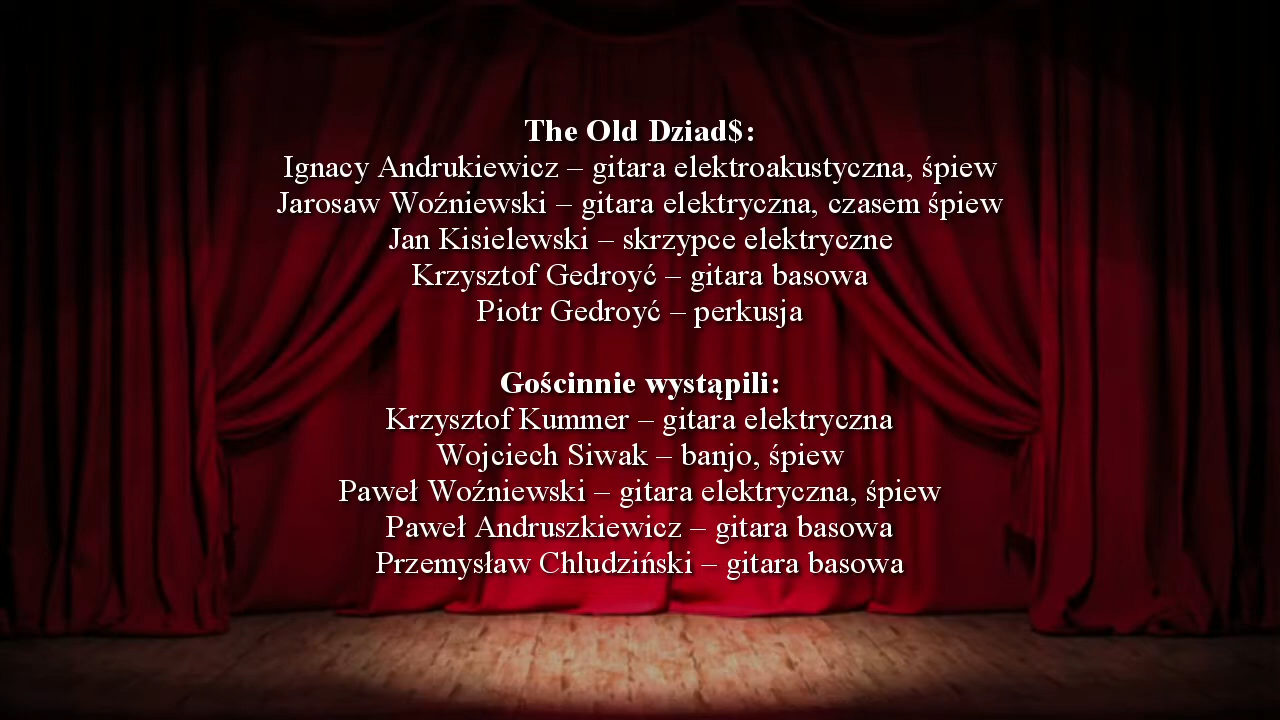 The Old Dziad$:
Ignacy Andrukiewicz – gitara elektroakustyczna, śpiew
Jarosaw Woźniewski – gitara elektryczna, czasem śpiew
Jan Kisielewski – skrzypce elektryczne
Krzysztof Gedroyć – gitara basowa
Piotr Gedroyć – perkusja
Gościnnie wystąpili:
Krzysztof Kummer – gitara elektryczna
Wojciech Siwak – banjo, śpiew
Paweł Woźniewski – gitara elektryczna, śpiew
Paweł Andruszkiewicz – gitara basowa
Przemysław Chludziński – gitara basowa